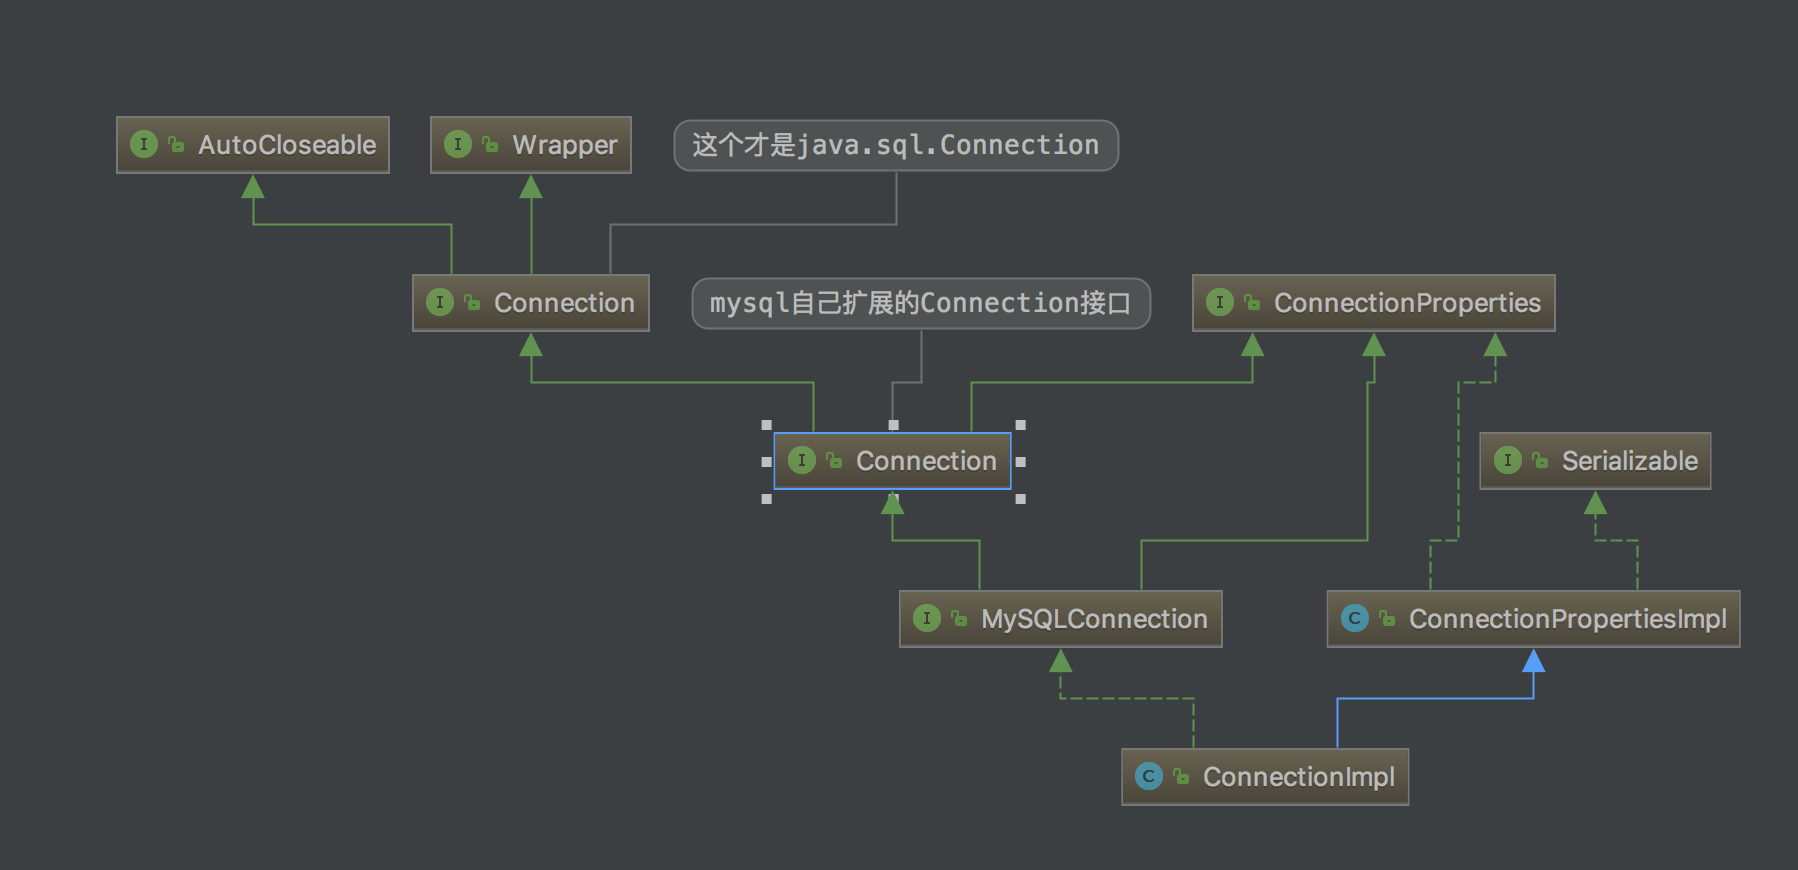 AutoCloseable
Wrapper
这个才是java.sql.Connection
Connection
mysql自己扩展的Connection接口
ConnectionProperties
Connection
Serializable
MySQLConnection
ConnectionPropertiesImpl
ConnectionImpl